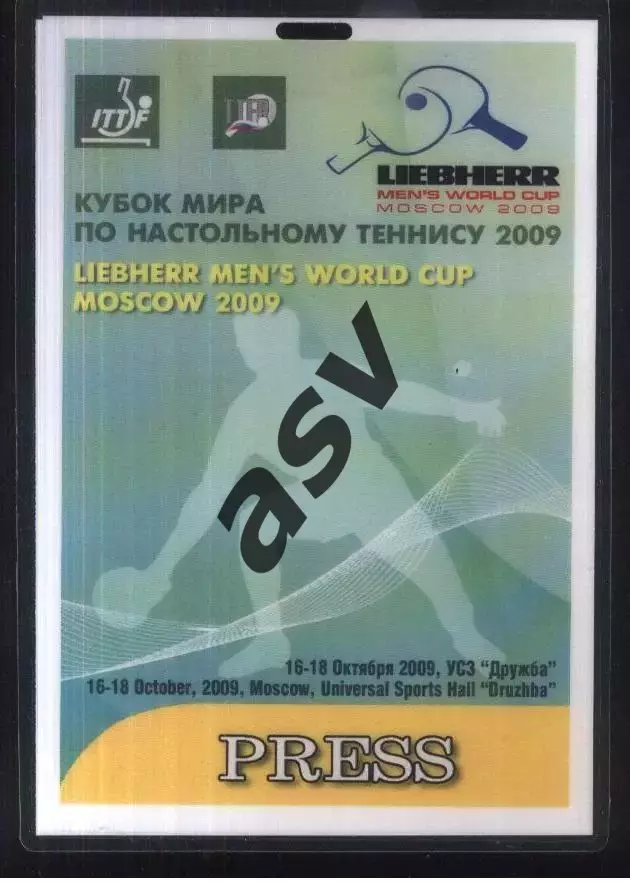 ITTF
LIEBHERR
MEN'S WORLD CUP
MOSCOW 2009
КУБОК МИРА
ПО НАСТОЛЬНОМУ ТЕННИСУ 2009
LIEBHERR MEN'S WORLD CUP
MOSCOW 2009
asv
16-18 Октября 2009, УСЗ "Дружба"
16-18 October, 2009, Moscow, Universal Sports Hall "Druzhba"
PRESS